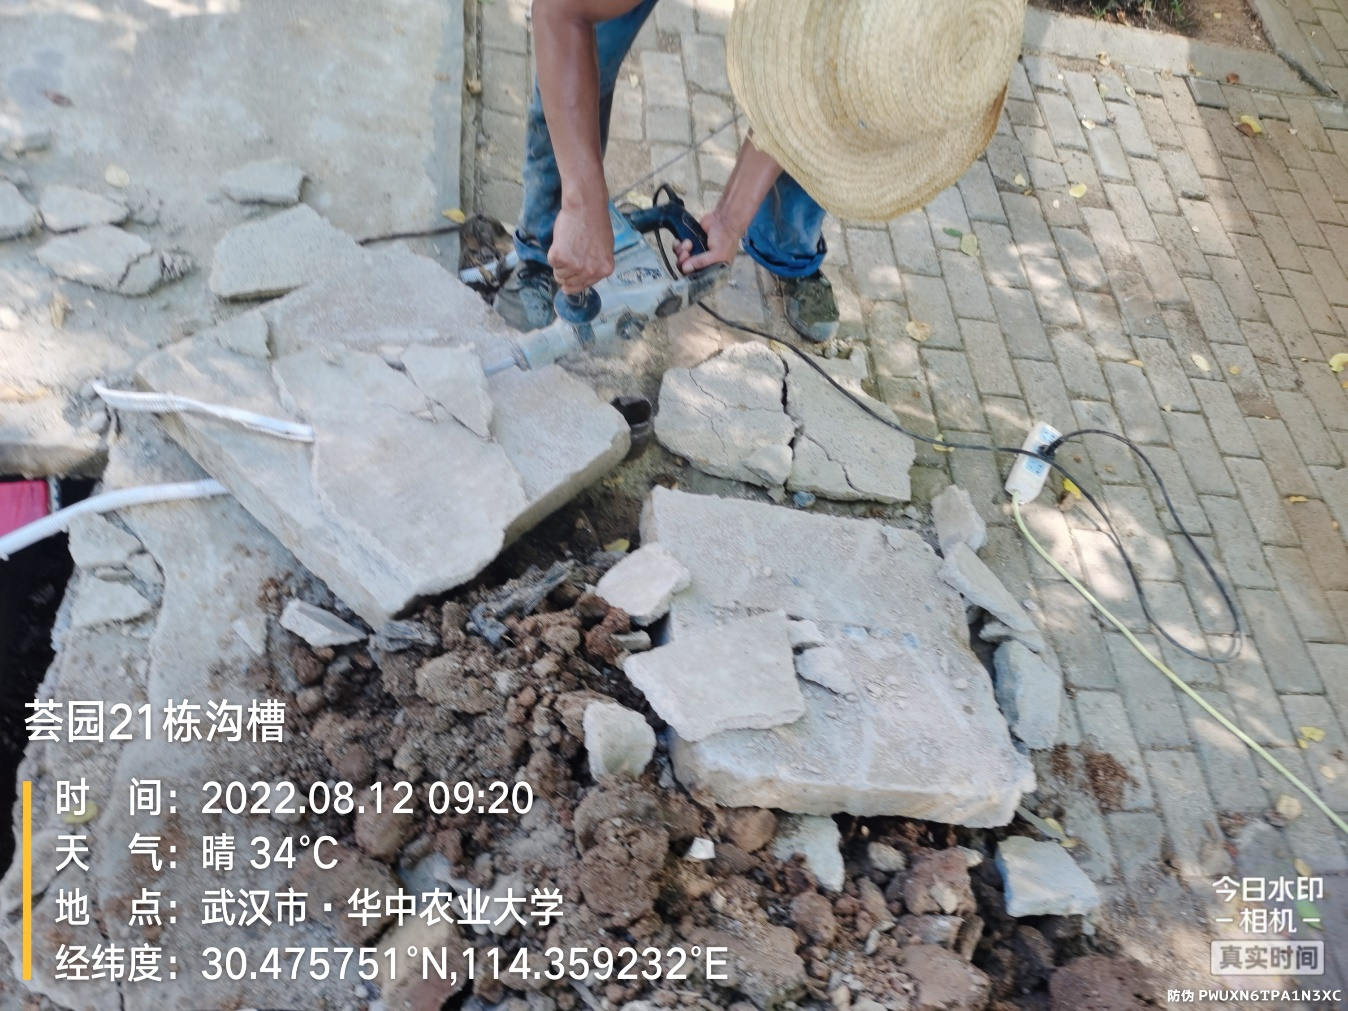 荟园21栋沟槽
时 间：2022.08.12 09:20
天 气：晴 34℃
地 点：武汉市·华中农业大学
经纬度：30.475751°N,114.359232°E
今日水印
－相机－
真实时间
防伪 PWUXN6TPA1N3XC